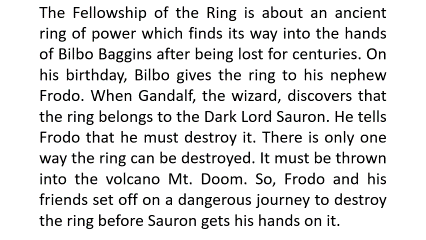 The Fellowship of the Ring is about an ancient
ring of power which finds its way into the hands
of Bilbo Baggins after being lost for centuries. On
his birthday, Bilbo gives the ring to his nephew
Frodo. When Gandalf, the wizard, discovers that
the ring belongs to the Dark Lord Sauron. He tells
Frodo that he must destroy it. There is only one
way the ring can be destroyed. It must be thrown
into the volcano Mt. Doom. So, Frodo and his
friends set off on a dangerous journey to destroy
the ring before Sauron gets his hands on it.